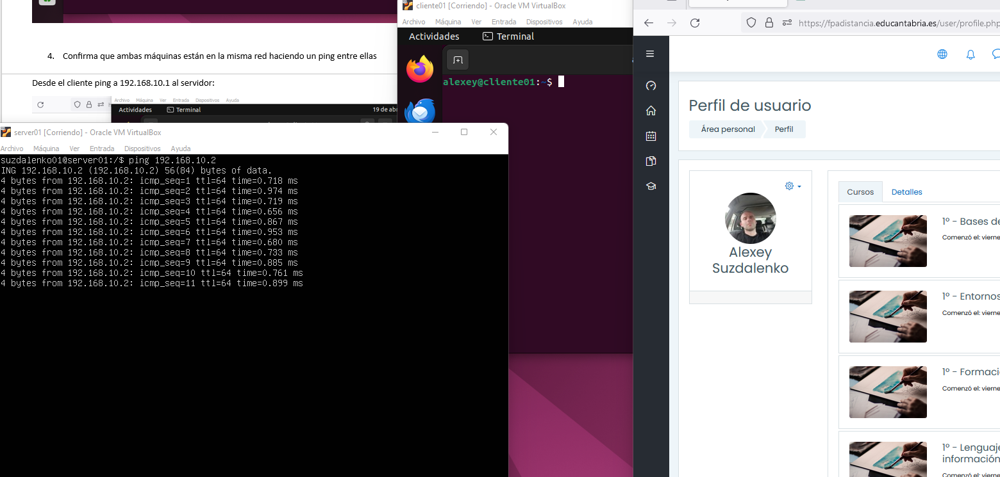 4. Confirma que ambas máquinas están en la misma red haciendo un ping entre ellas
Desde el cliente ping a 192.168.10.1 al servidor:
Archivo Máquina Ver Entrada Dispositivos Ayuda
Actividades Terminal 19 de abr
cliente01 [Corriendo] - Oracle VM VirtualBox
Archivo Máquina Ver Entrada Dispositivos Ayuda
Actividades Terminal
alexey@cliente01:~$
server01 [Corriendo] - Oracle VM VirtualBox
Archivo Máquina Ver Entrada Dispositivos Ayuda
suzdalenko01@server01:/$ ping 192.168.10.2
ING 192.168.10.2 (192.168.10.2) 56(84) bytes of data.
4 bytes from 192.168.10.2: icmp_seq=1 ttl=64 time=0.718 ms
4 bytes from 192.168.10.2: icmp_seq=2 ttl=64 time=0.974 ms
4 bytes from 192.168.10.2: icmp_seq=3 ttl=64 time=0.719 ms
4 bytes from 192.168.10.2: icmp_seq=4 ttl=64 time=0.656 ms
4 bytes from 192.168.10.2: icmp_seq=5 ttl=64 time=0.867 ms
4 bytes from 192.168.10.2: icmp_seq=6 ttl=64 time=0.953 ms
4 bytes from 192.168.10.2: icmp_seq=7 ttl=64 time=0.680 ms
4 bytes from 192.168.10.2: icmp_seq=8 ttl=64 time=0.733 ms
4 bytes from 192.168.10.2: icmp_seq=9 ttl=64 time=0.885 ms
4 bytes from 192.168.10.2: icmp_seq=10 ttl=64 time=0.761 ms
4 bytes from 192.168.10.2: icmp_seq=11 ttl=64 time=0.899 ms
https://fpadistancia.educantabria.es/user/profile.php
Perfil de usuario
Área personal Perfil
Alexey
Suzdalenko
Cursos Detalles
1º - Bases de
Comenzó el: vierne
1º - Entornos
Comenzó el: vierne
1º - Formaci
Comenzó el: vierne
1º - Lenguaje
información
Comenzó el: vierne